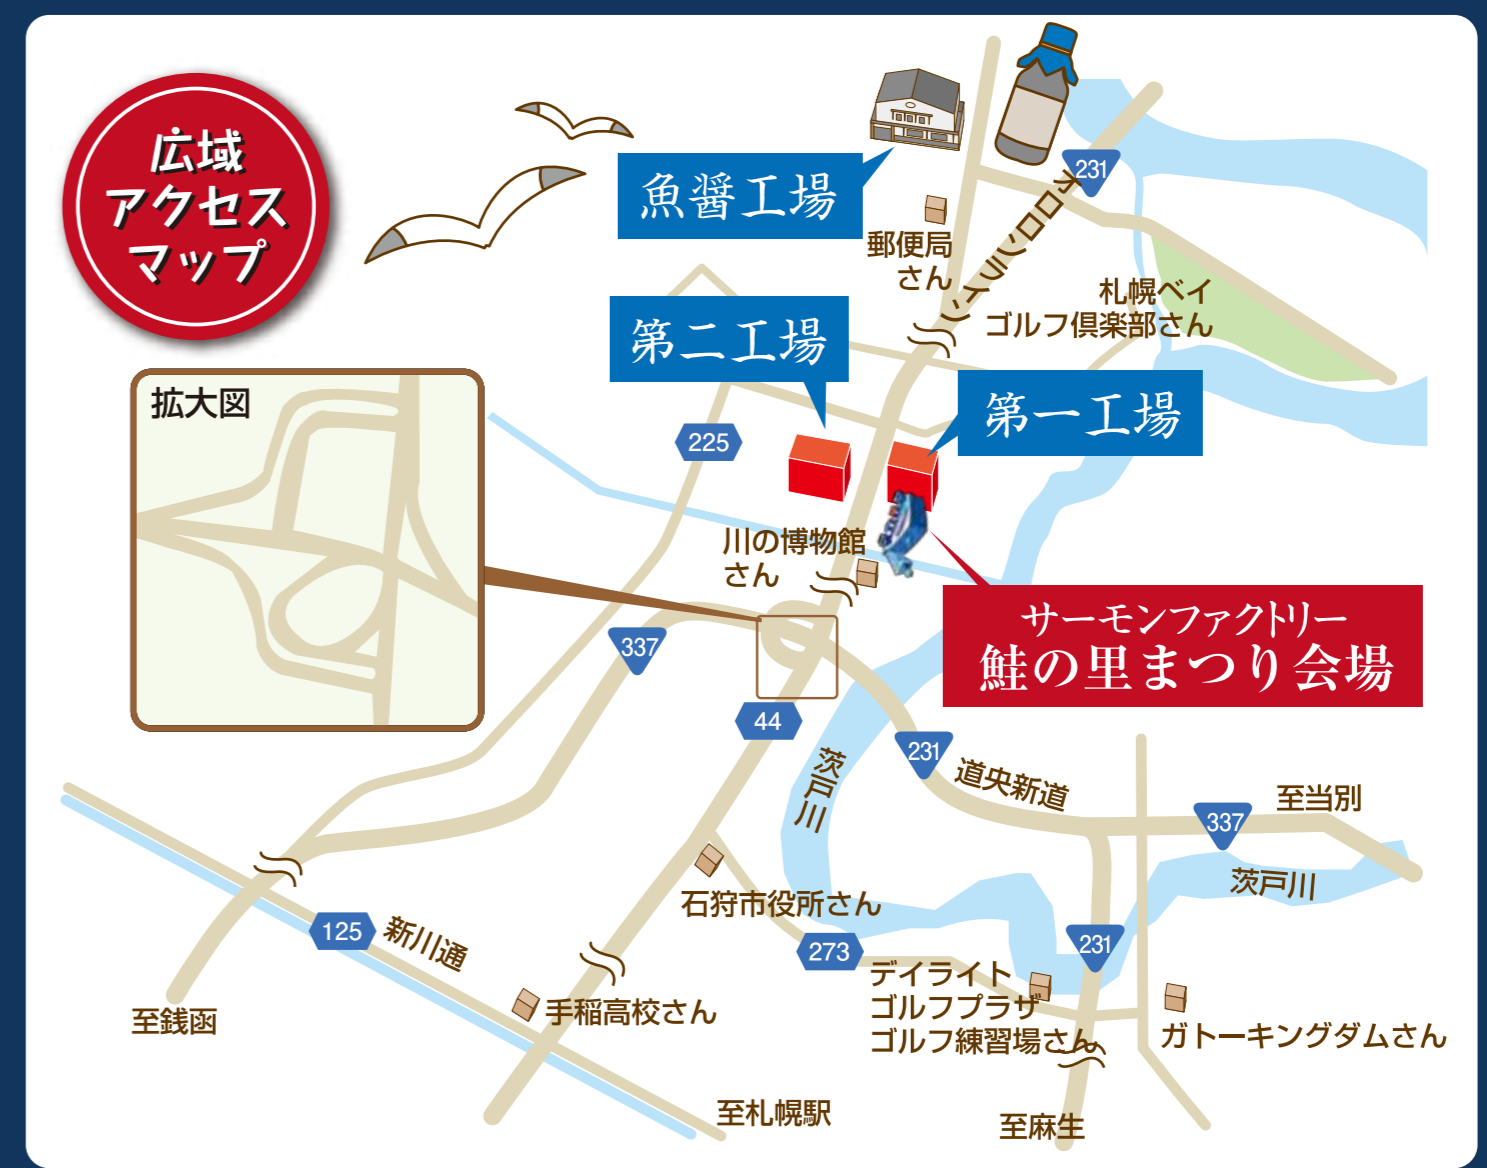 広域
アクセス
マップ
魚醤工場
231
オロロンライン
郵便局
さん
札幌ベイ
ゴルフ倶楽部さん
第二工場
第一工場
拡大図
225
川の博物館
さん
サーモンファクトリー
鮭の里まつり会場
337
44
茨戸川
231
道央新道
至当別
337
茨戸川
石狩市役所さん
125
新川通
273
231
デイライト
ゴルフプラザ
ゴルフ練習場さん
手稲高校さん
ガトーキングダムさん
至銭函
至札幌駅
至麻生